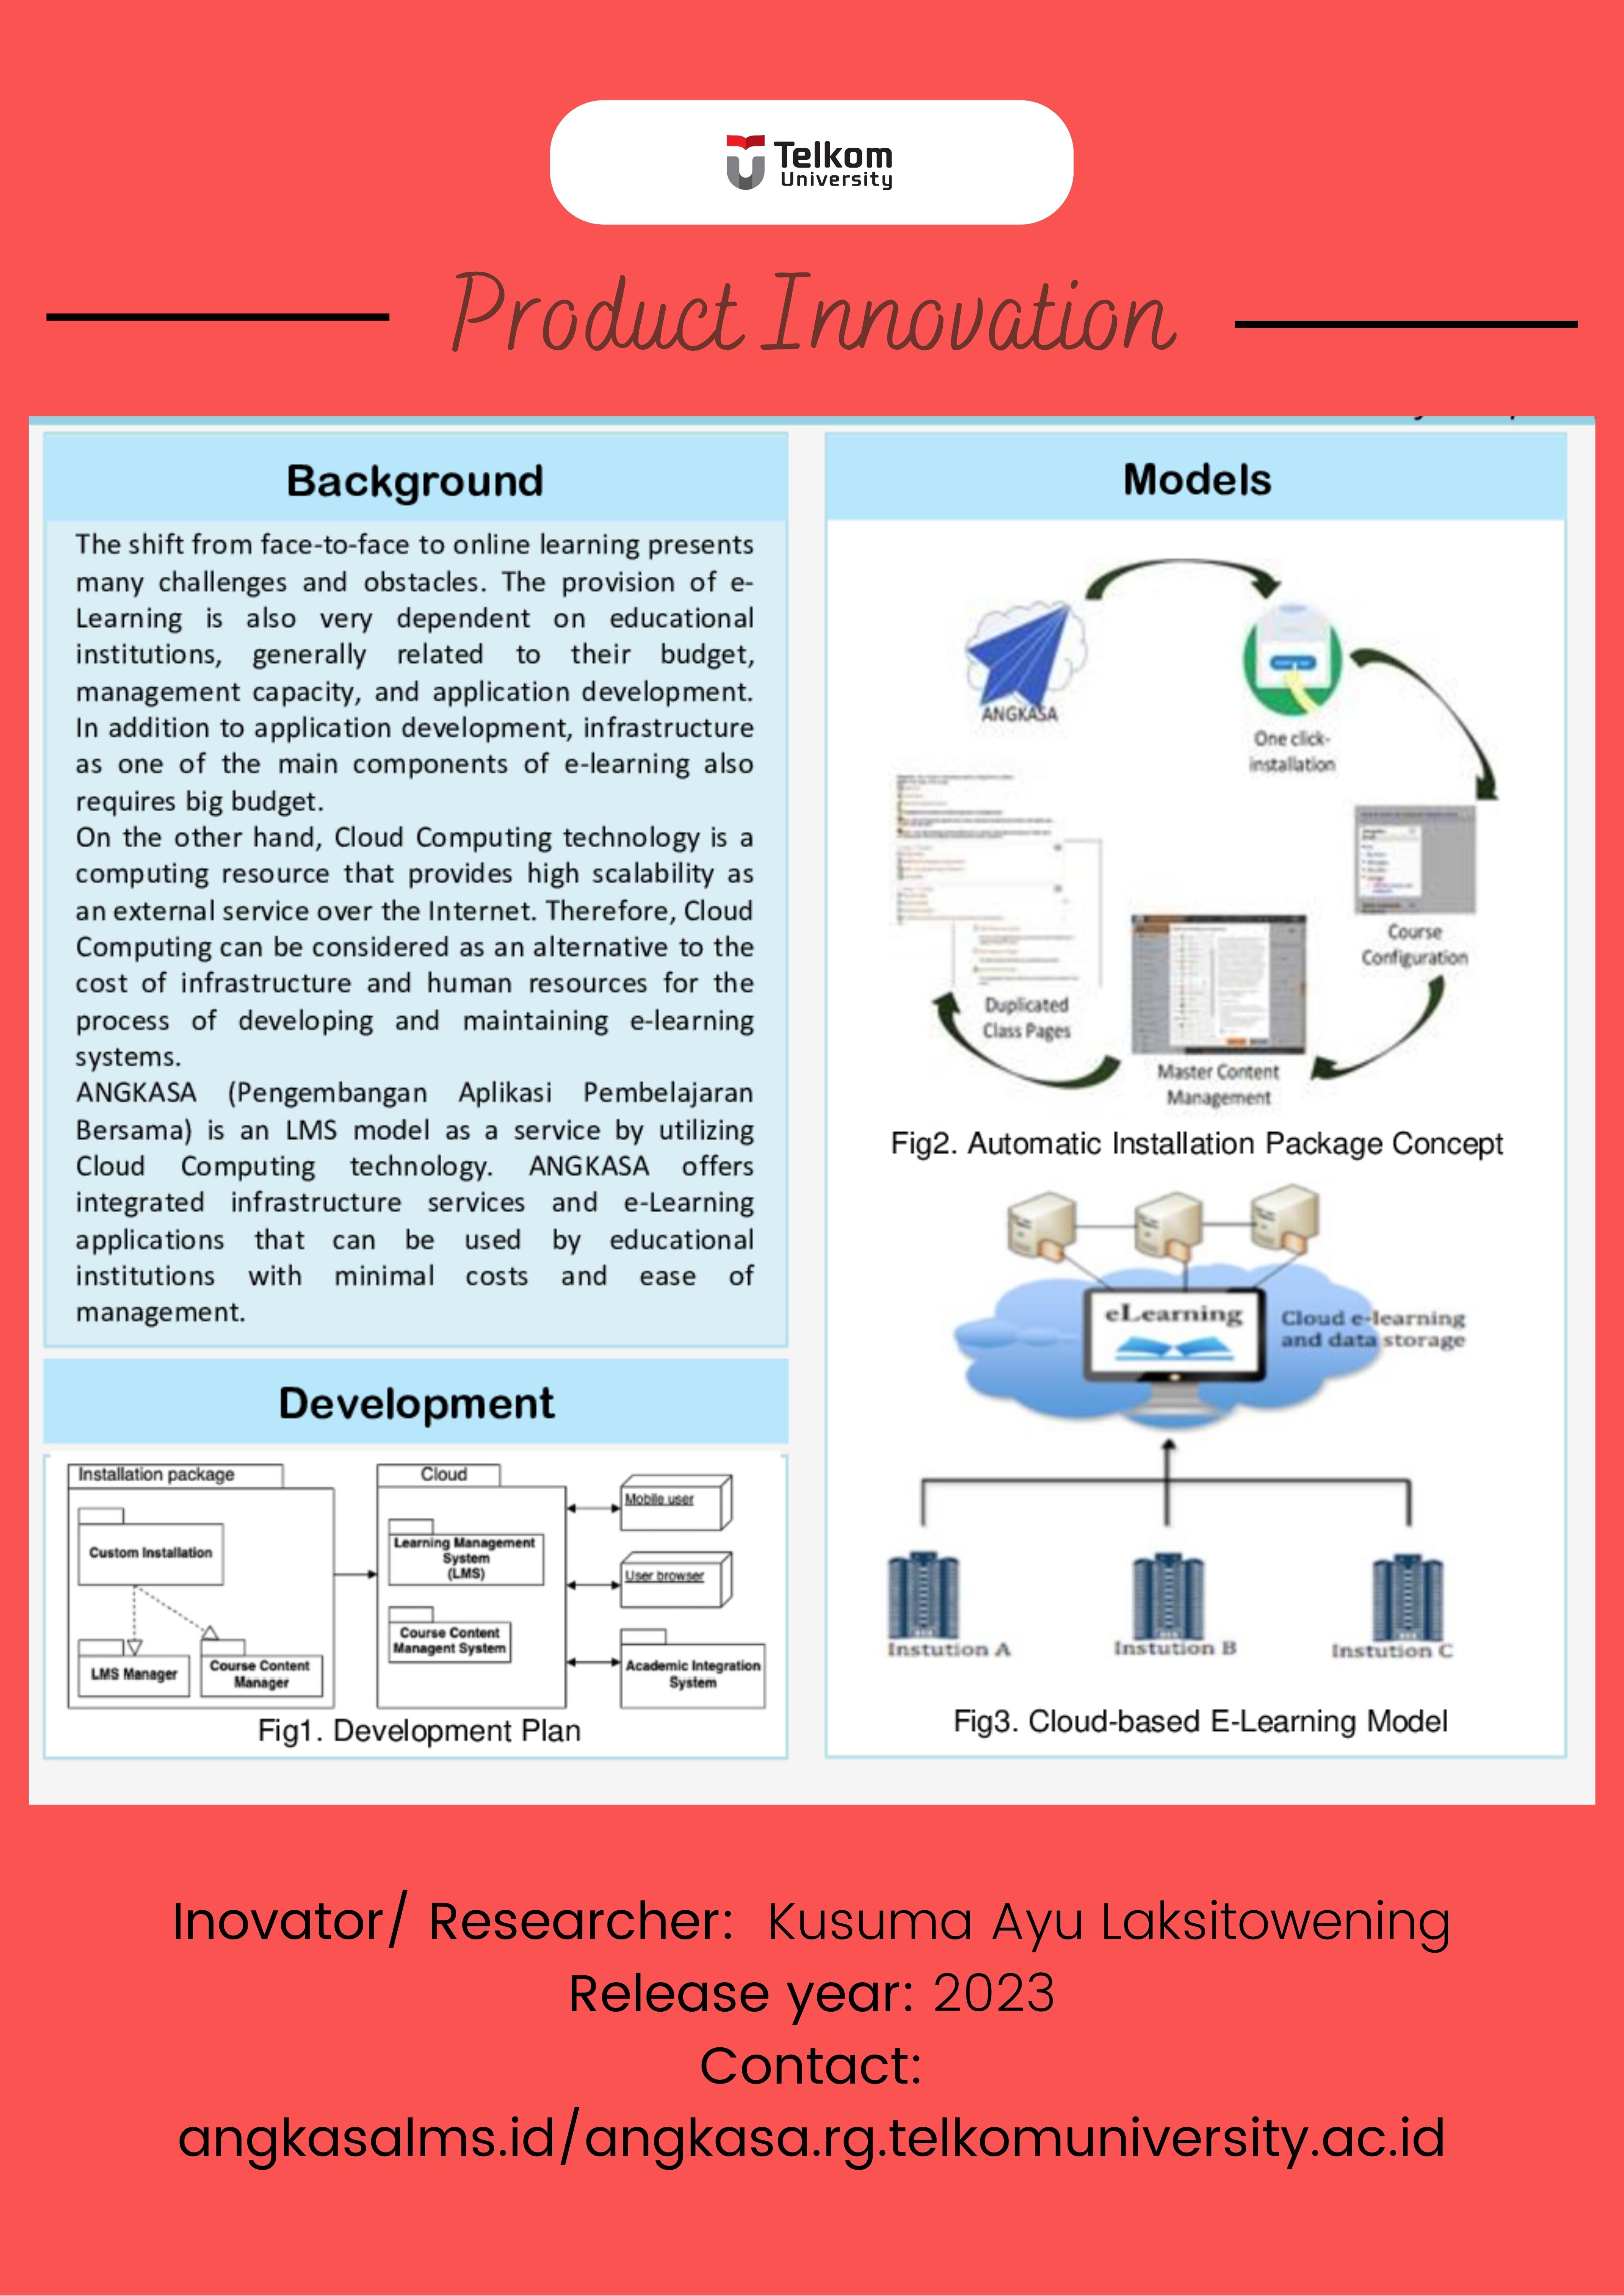 Telkom
University
Product Innovation
Background
The shift from face-to-face to online learning presents
many challenges and obstacles. The provision of e-
Learning is also very dependent on educational
institutions, generally related to their budget,
management capacity, and application development.
In addition to application development, infrastructure
as one of the main components of e-learning also
requires big budget.
On the other hand, Cloud Computing technology is a
computing resource that provides high scalability as
an external service over the Internet. Therefore, Cloud
Computing can be considered as an alternative to the
cost of infrastructure and human resources for the
process of developing and maintaining e-learning
systems.
ANGKASA (Pengembangan Aplikasi Pembelajaran
Bersama) is an LMS model as a service by utilizing
Cloud Computing technology. ANGKASA offers
integrated infrastructure services and e-Learning
applications that can be used by educational
institutions with minimal costs and ease of
management.
Development
Installation package
Custom Installation
LMS Manager
Course Content
Manager
Cloud
Learning Management
System
(LMS)
Course Content
Managent System
Mobile user
User browser
Academic Integration
System
Fig1. Development Plan
Models
ANGKASA
One click-
installation
Course
Configuration
Master Content
Management
Duplicated
Class Pages
Fig2. Automatic Installation Package Concept
eLearning
Cloud e-learning
and data storage
Instution A
Instution B
Instution C
Fig3. Cloud-based E-Learning Model
Inovator/ Researcher: Kusuma Ayu Laksitowening
Release year: 2023
Contact:
angkasalms.id/angkasa.rg.telkomuniversity.ac.id